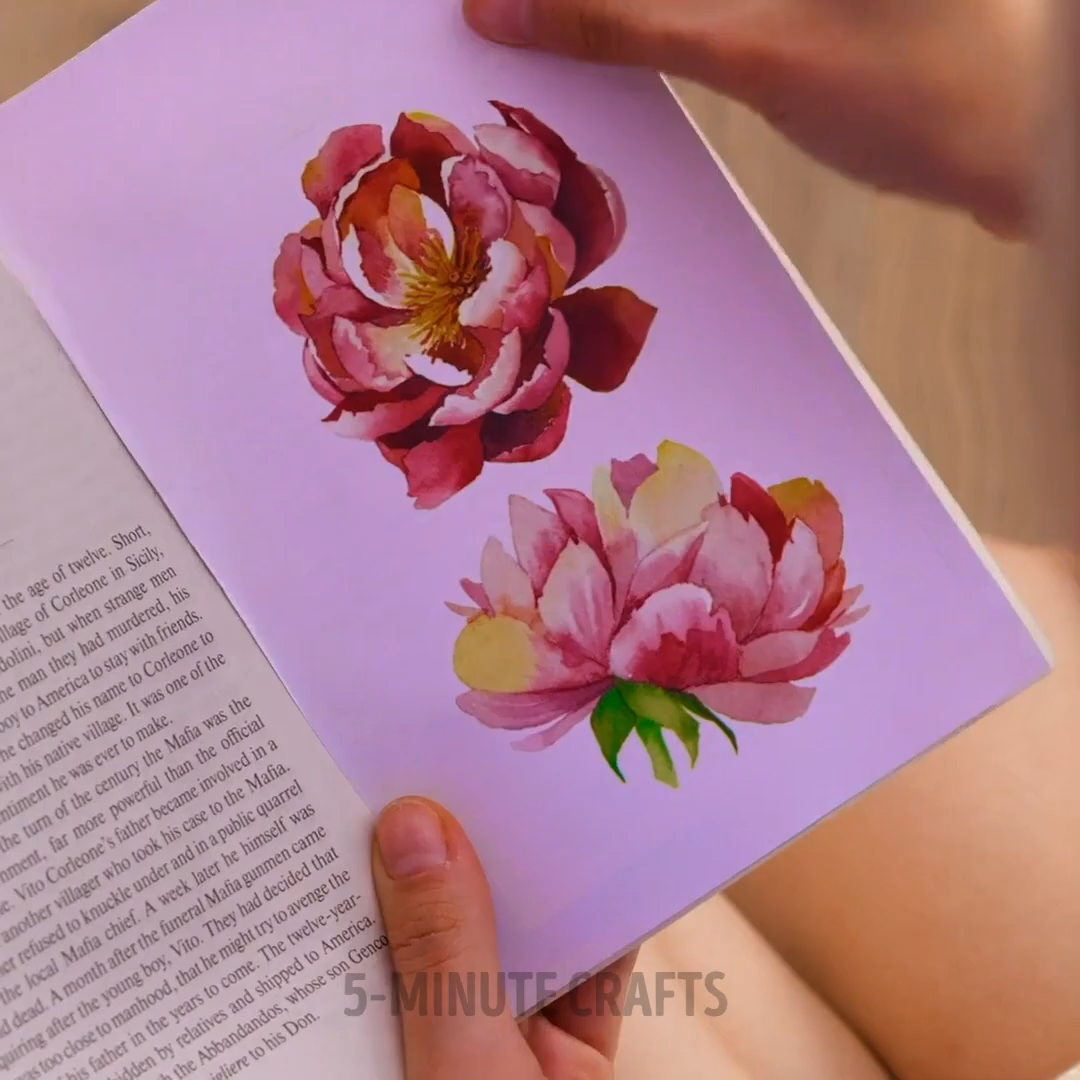 the age of twelve. Short,
illage of Corleone in Sicily,
dolini, but when strange men
he man they had murdered, his
boy to America to stay with friends.
he changed his name to Corleone to
with his native village. It was one of the
ntiment he was ever to make.
the turn of the century the Mafia was the
nment, far more powerful than the official
e. Vito Corleone's father became involved in a
another villager who took his case to the Mafia.
er refused to knuckle under and in a public quarrel
the local Mafia chief. A week later he himself was
d dead. A month after the funeral Mafia gunmen came
quiring after the young boy, Vito. They had decided that
was too close to manhood, that he might try to avenge the
his father in the years to come. The twelve-year-
hidden by relatives and shipped to America.
h the Abbandandos, whose son Genco
igliere to his Don.
5-MINUTE CRAFTS